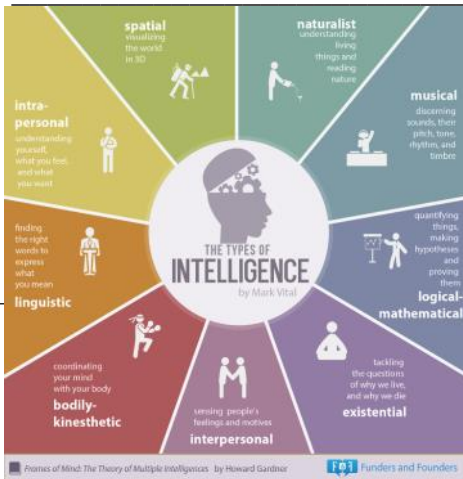 spatial
visualizing
the world
in 3D
naturalist
understanding
living
things and
reading
nature
musical
discerning
sounds, their
pitch, tone,
rhythm, and
timbre
quantifying
things,
making
hypotheses
and
proving
them
logical-
mathematical
tackling
the questions
of why we live,
and why we die
existential
sensing people's
feelings and motives
interpersonal
coordinating
your mind
with your body
bodily-
kinesthetic
finding
the right
words to
express
what
you mean
linguistic
intra-
personal
understanding
yourself,
what you feel,
and what
you want
THE TYPES OF
INTELLIGENCE
by Mark Vital
Frames of Mind: The Theory of Multiple Intelligences by Howard Gardner
Funders and Founders